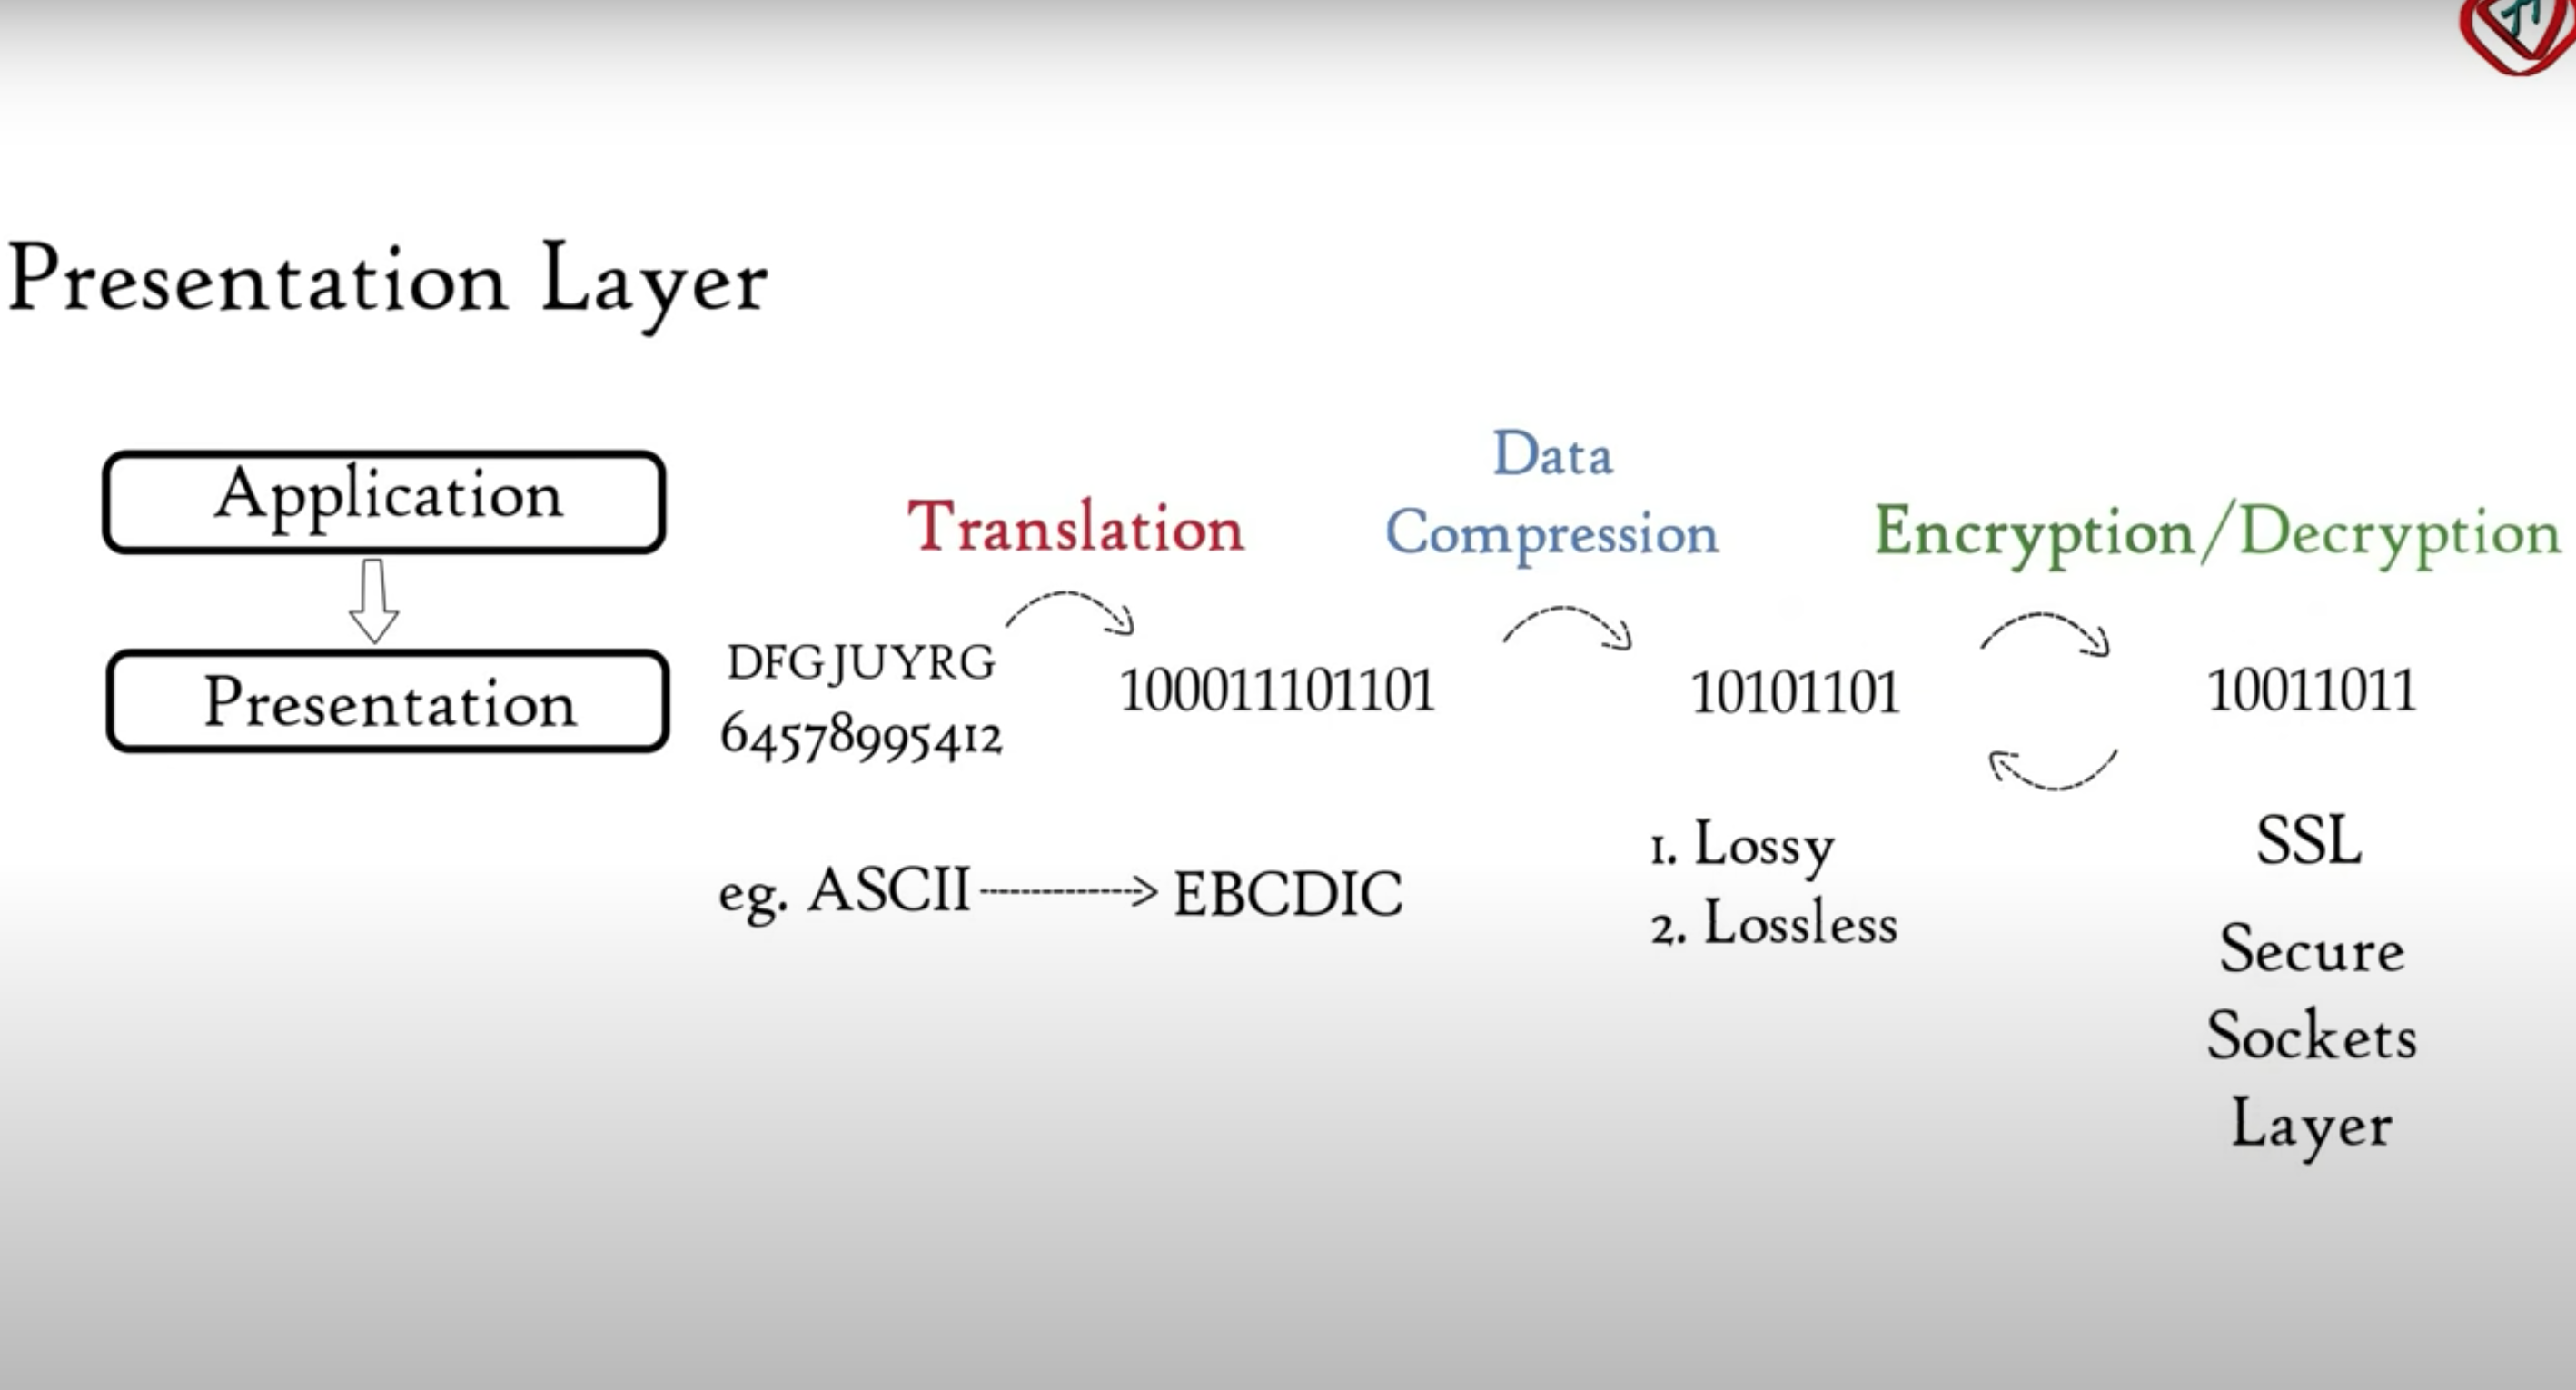 Presentation Layer
Application
Presentation
Translation
DFGJUYRG
64578995412
100011101101
eg. ASCII EBCDIC
Data
Compression
10101101
1. Lossy
2. Lossless
Encryption/Decryption
10011011
SSL
Secure
Sockets
Layer